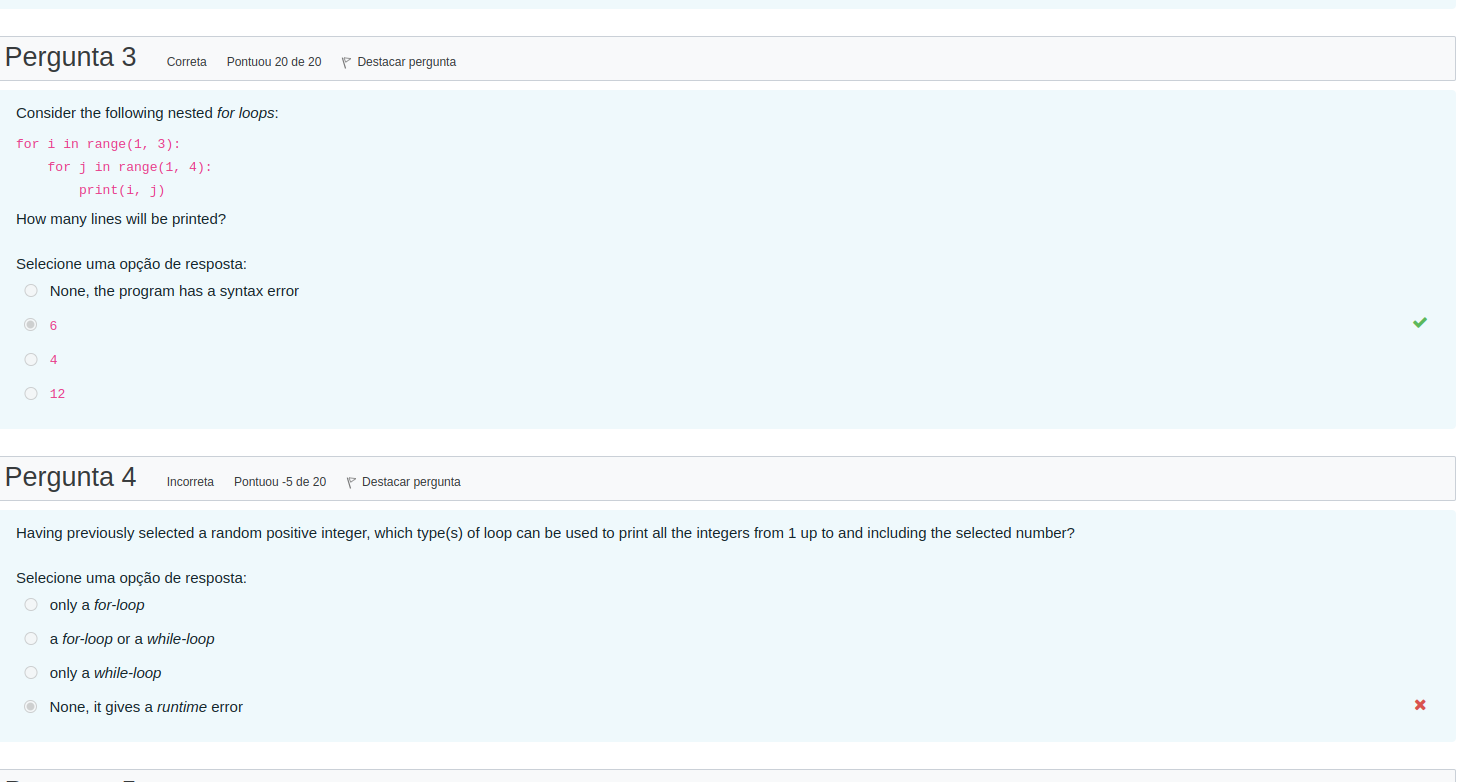 Pergunta 3 Correta Pontuou 20 de 20 Destacar pergunta
Consider the following nested for loops:
for i in range(1, 3):
    for j in range(1, 4):
        print(i, j)
How many lines will be printed?
Selecione uma opção de resposta:
None, the program has a syntax error
6
4
12
Pergunta 4 Incorreta Pontuou -5 de 20 Destacar pergunta
Having previously selected a random positive integer, which type(s) of loop can be used to print all the integers from 1 up to and including the selected number?
Selecione uma opção de resposta:
only a for-loop
a for-loop or a while-loop
only a while-loop
None, it gives a runtime error